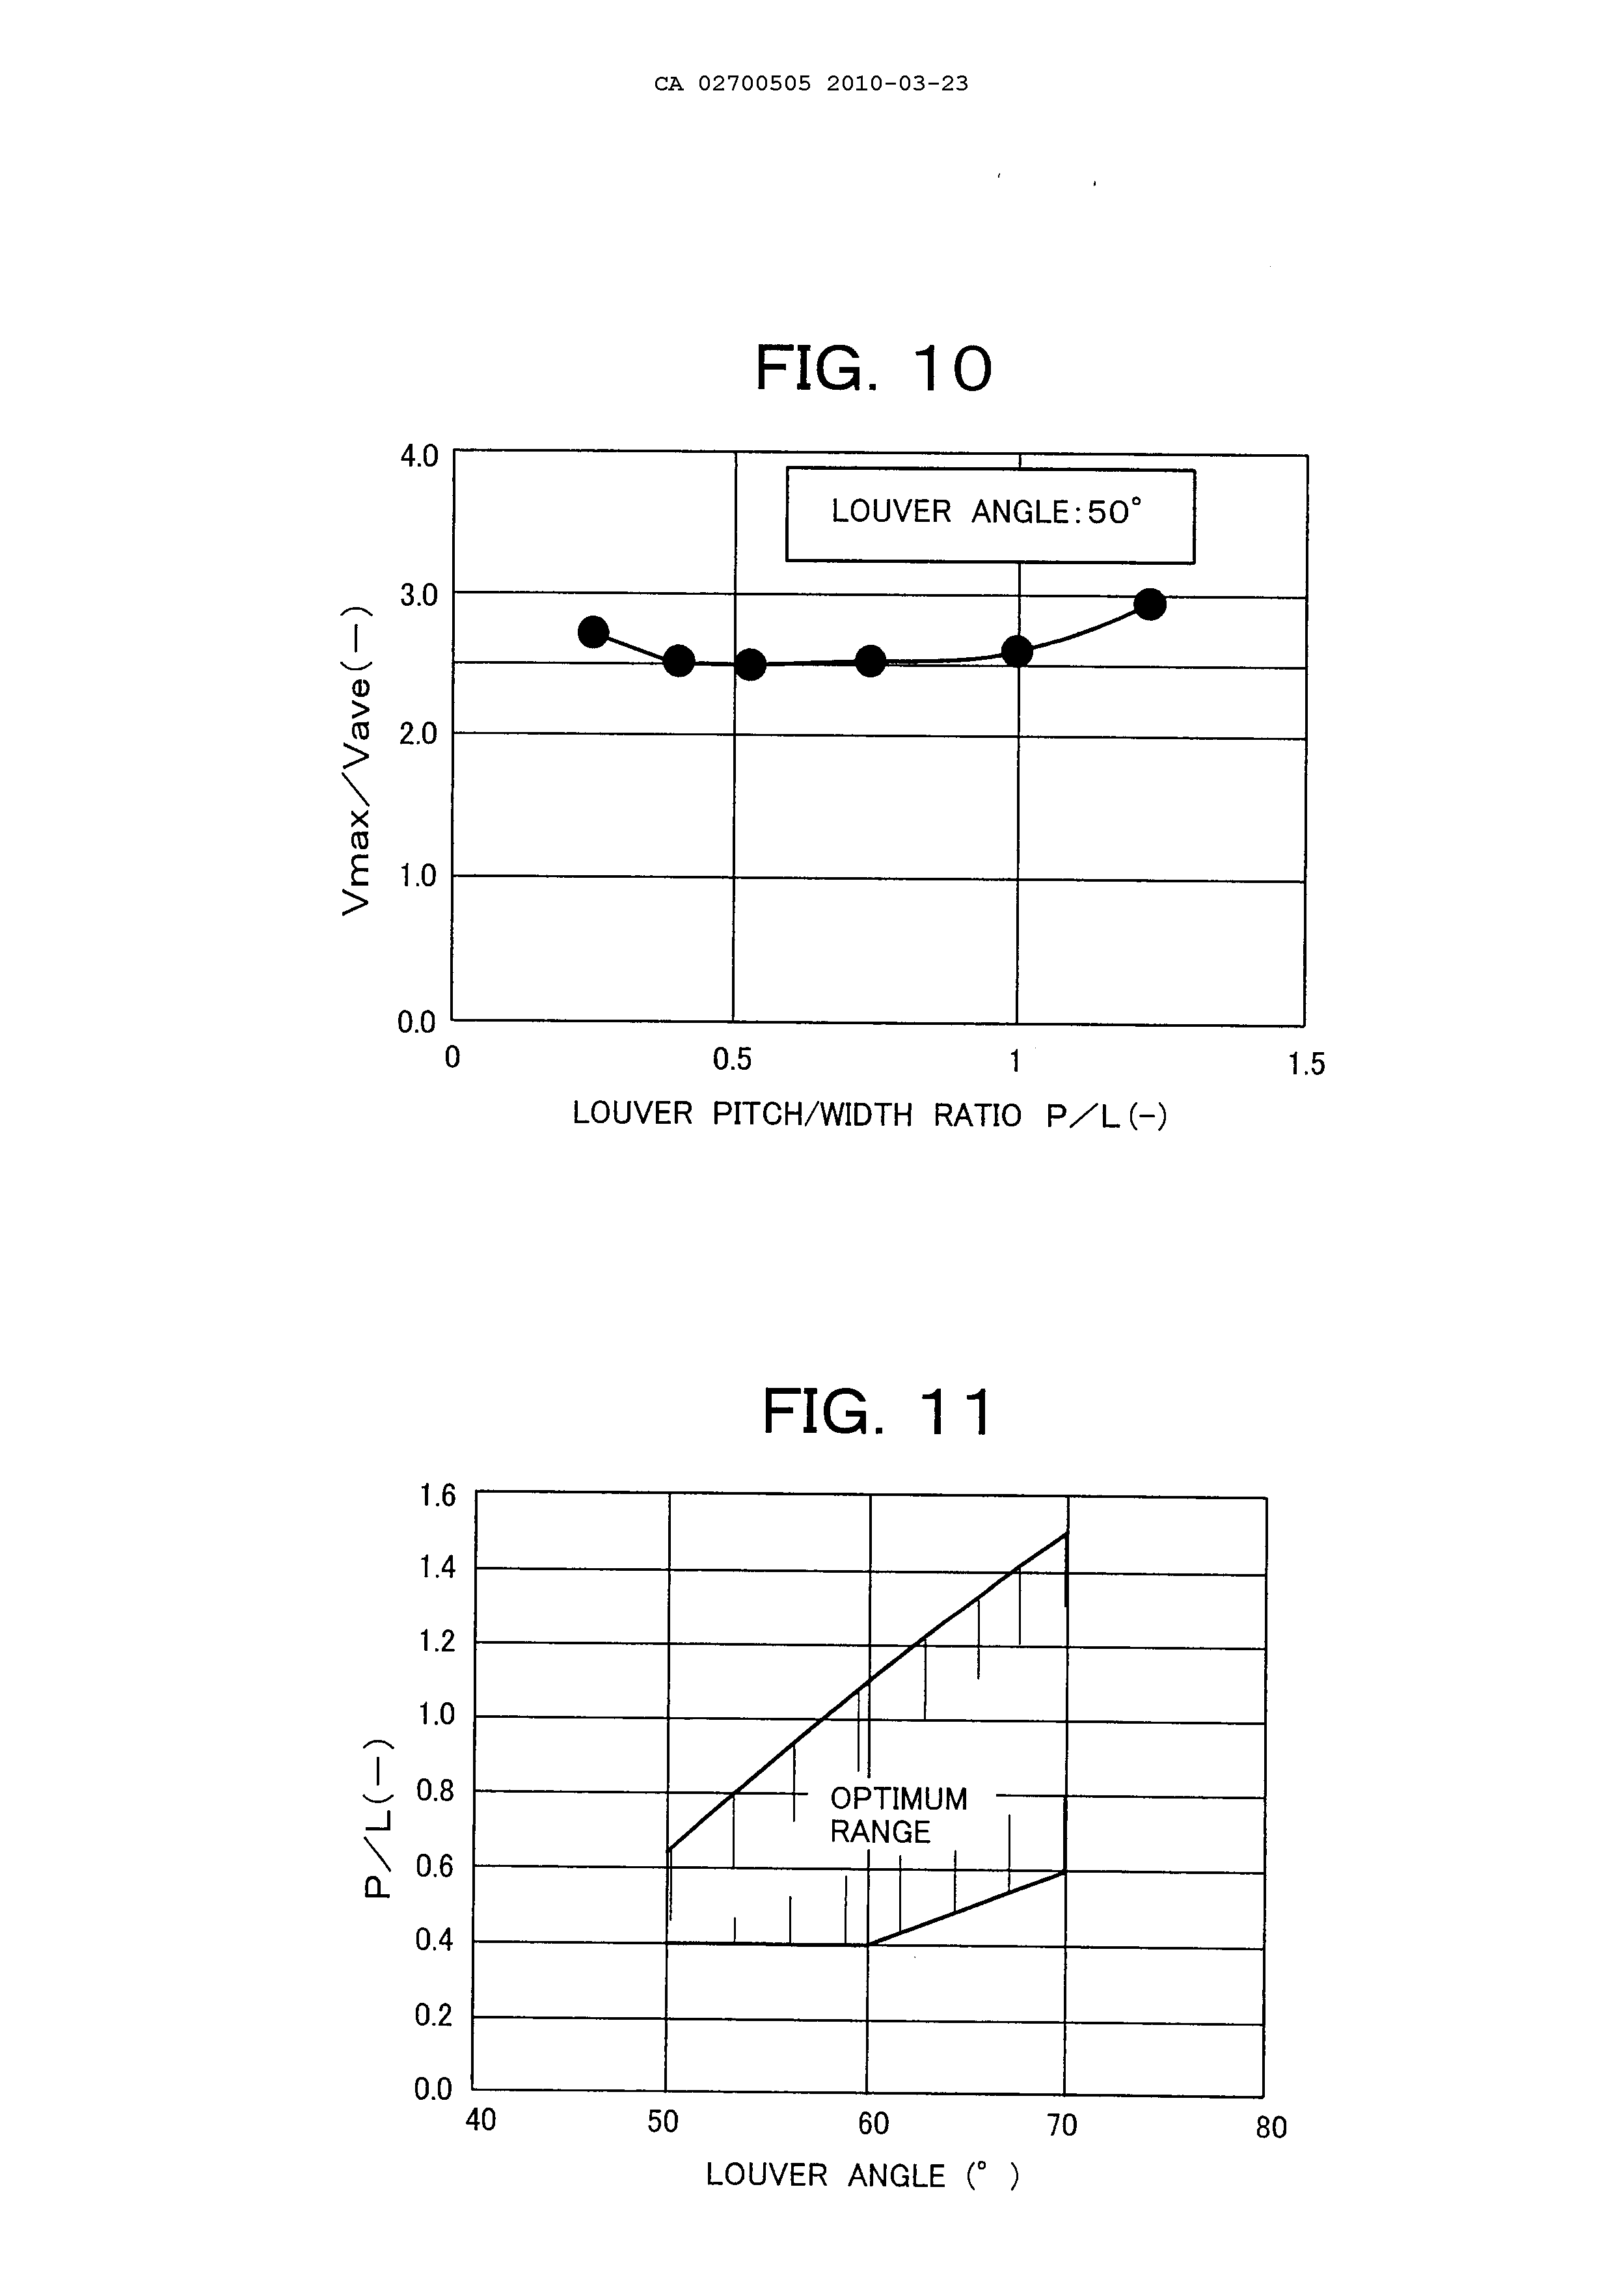 CA 02700505 2010-03-23
FIG. 10
4.0
LOUVER ANGLE:50°
3.0
2.0
1.0
0.0
Vmax/Vave(—)
0
0.5
1
1.5
LOUVER PITCH/WIDTH RATIO P/L(-)
FIG. 11
1.6
1.4
1.2
1.0
0.8
0.6
0.4
0.2
0.0
P/L(—)
OPTIMUM
RANGE
40
50
60
70
80
LOUVER ANGLE (° )